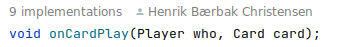 9 implementations Henrik Bærbak Christensen
void onCardPlay(Player who, Card card);